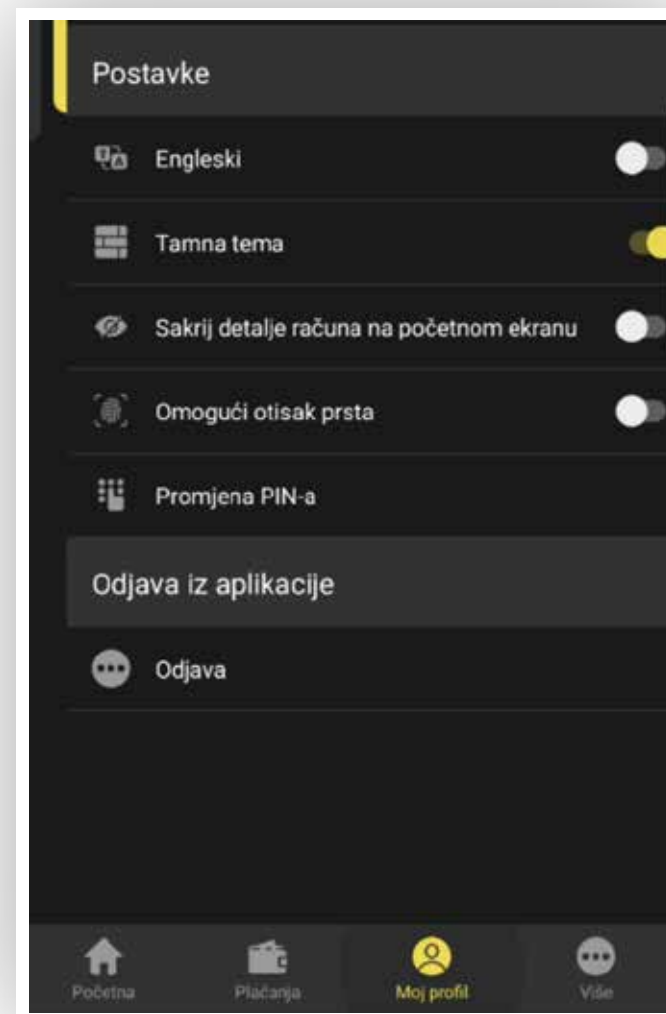 Postavke
Engleski
Tamna tema
Sakrij detalje računa na početnom ekranu
Omogući otisak prsta
Promjena PIN-a
Odjava iz aplikacije
Odjava
Početna
Plaćanja
Moj profil
Više